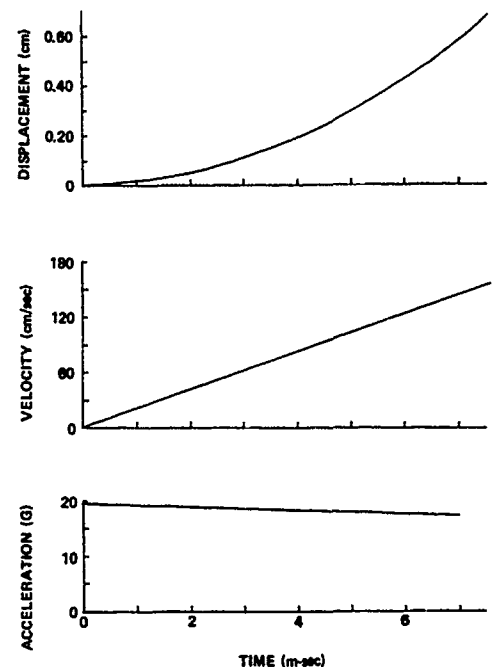 DISPLACEMENT (cm)
0.60
0.40
0.20
0
VELOCITY (cm/sec)
180
120
60
0
ACCELERATION (G)
20
10
0
0 2 4 6
TIME (m-sec)